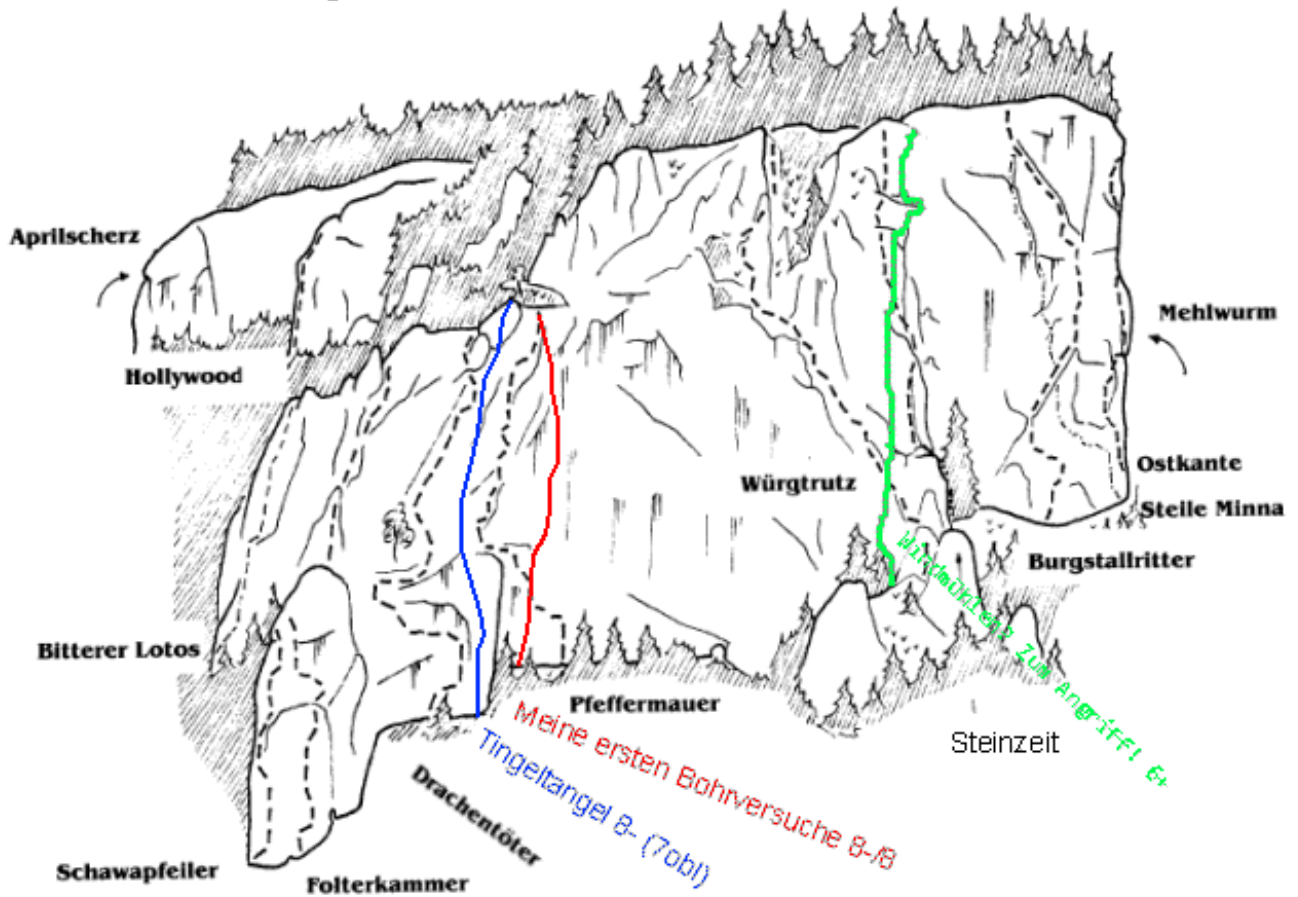 Aprilscherz
Hollywood
Mehlwurm
Würgtrutz
Ostkante
Steile Minna
Burgstallritter
Windmühlen? Zum Angriff! 6+
Bitterer Lotos
Pfeffermauer
Steinzeit
Meine ersten Bohrversuche 8-/8
Tingeltangel 8- (7obl)
Drachentöter
Schawapfeiler
Folterkammer